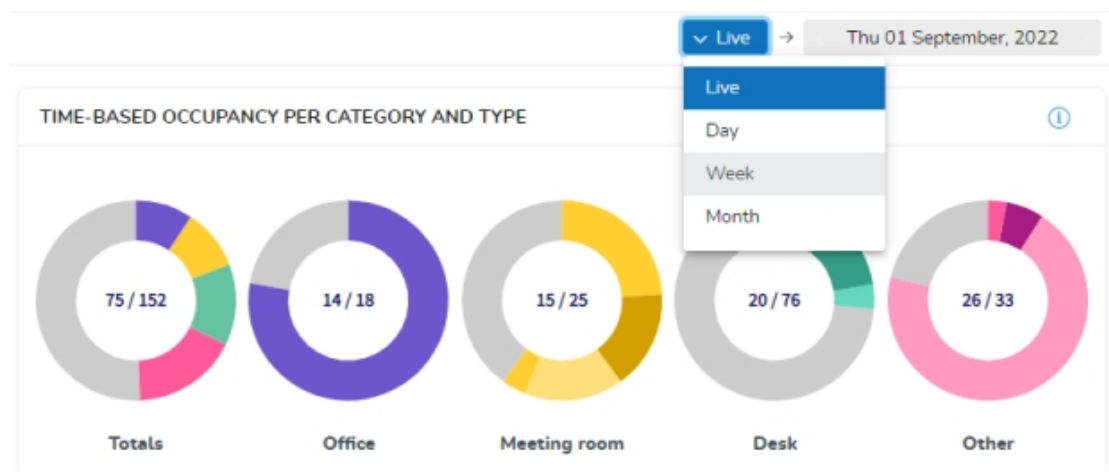 Live → Thu 01 September, 2022
Live
Day
Week
Month
TIME-BASED OCCUPANCY PER CATEGORY AND TYPE
75 / 152
14 / 18
15 / 25
20 / 76
26 / 33
Totals
Office
Meeting room
Desk
Other